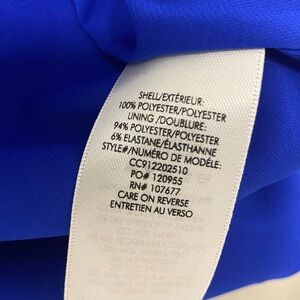 SHELL/EXTÉRIEUR:
100% POLYESTER/POLYESTER
LINING /DOUBLURE:
94% POLYESTER/POLYESTER
6% ELASTANE/ÉLASTHANNE
STYLE#/NUMÉRO DE MODÈLE:
CC912202510
PO# 120955
RN# 107677
CARE ON REVERSE
ENTRETIEN AU VERSO